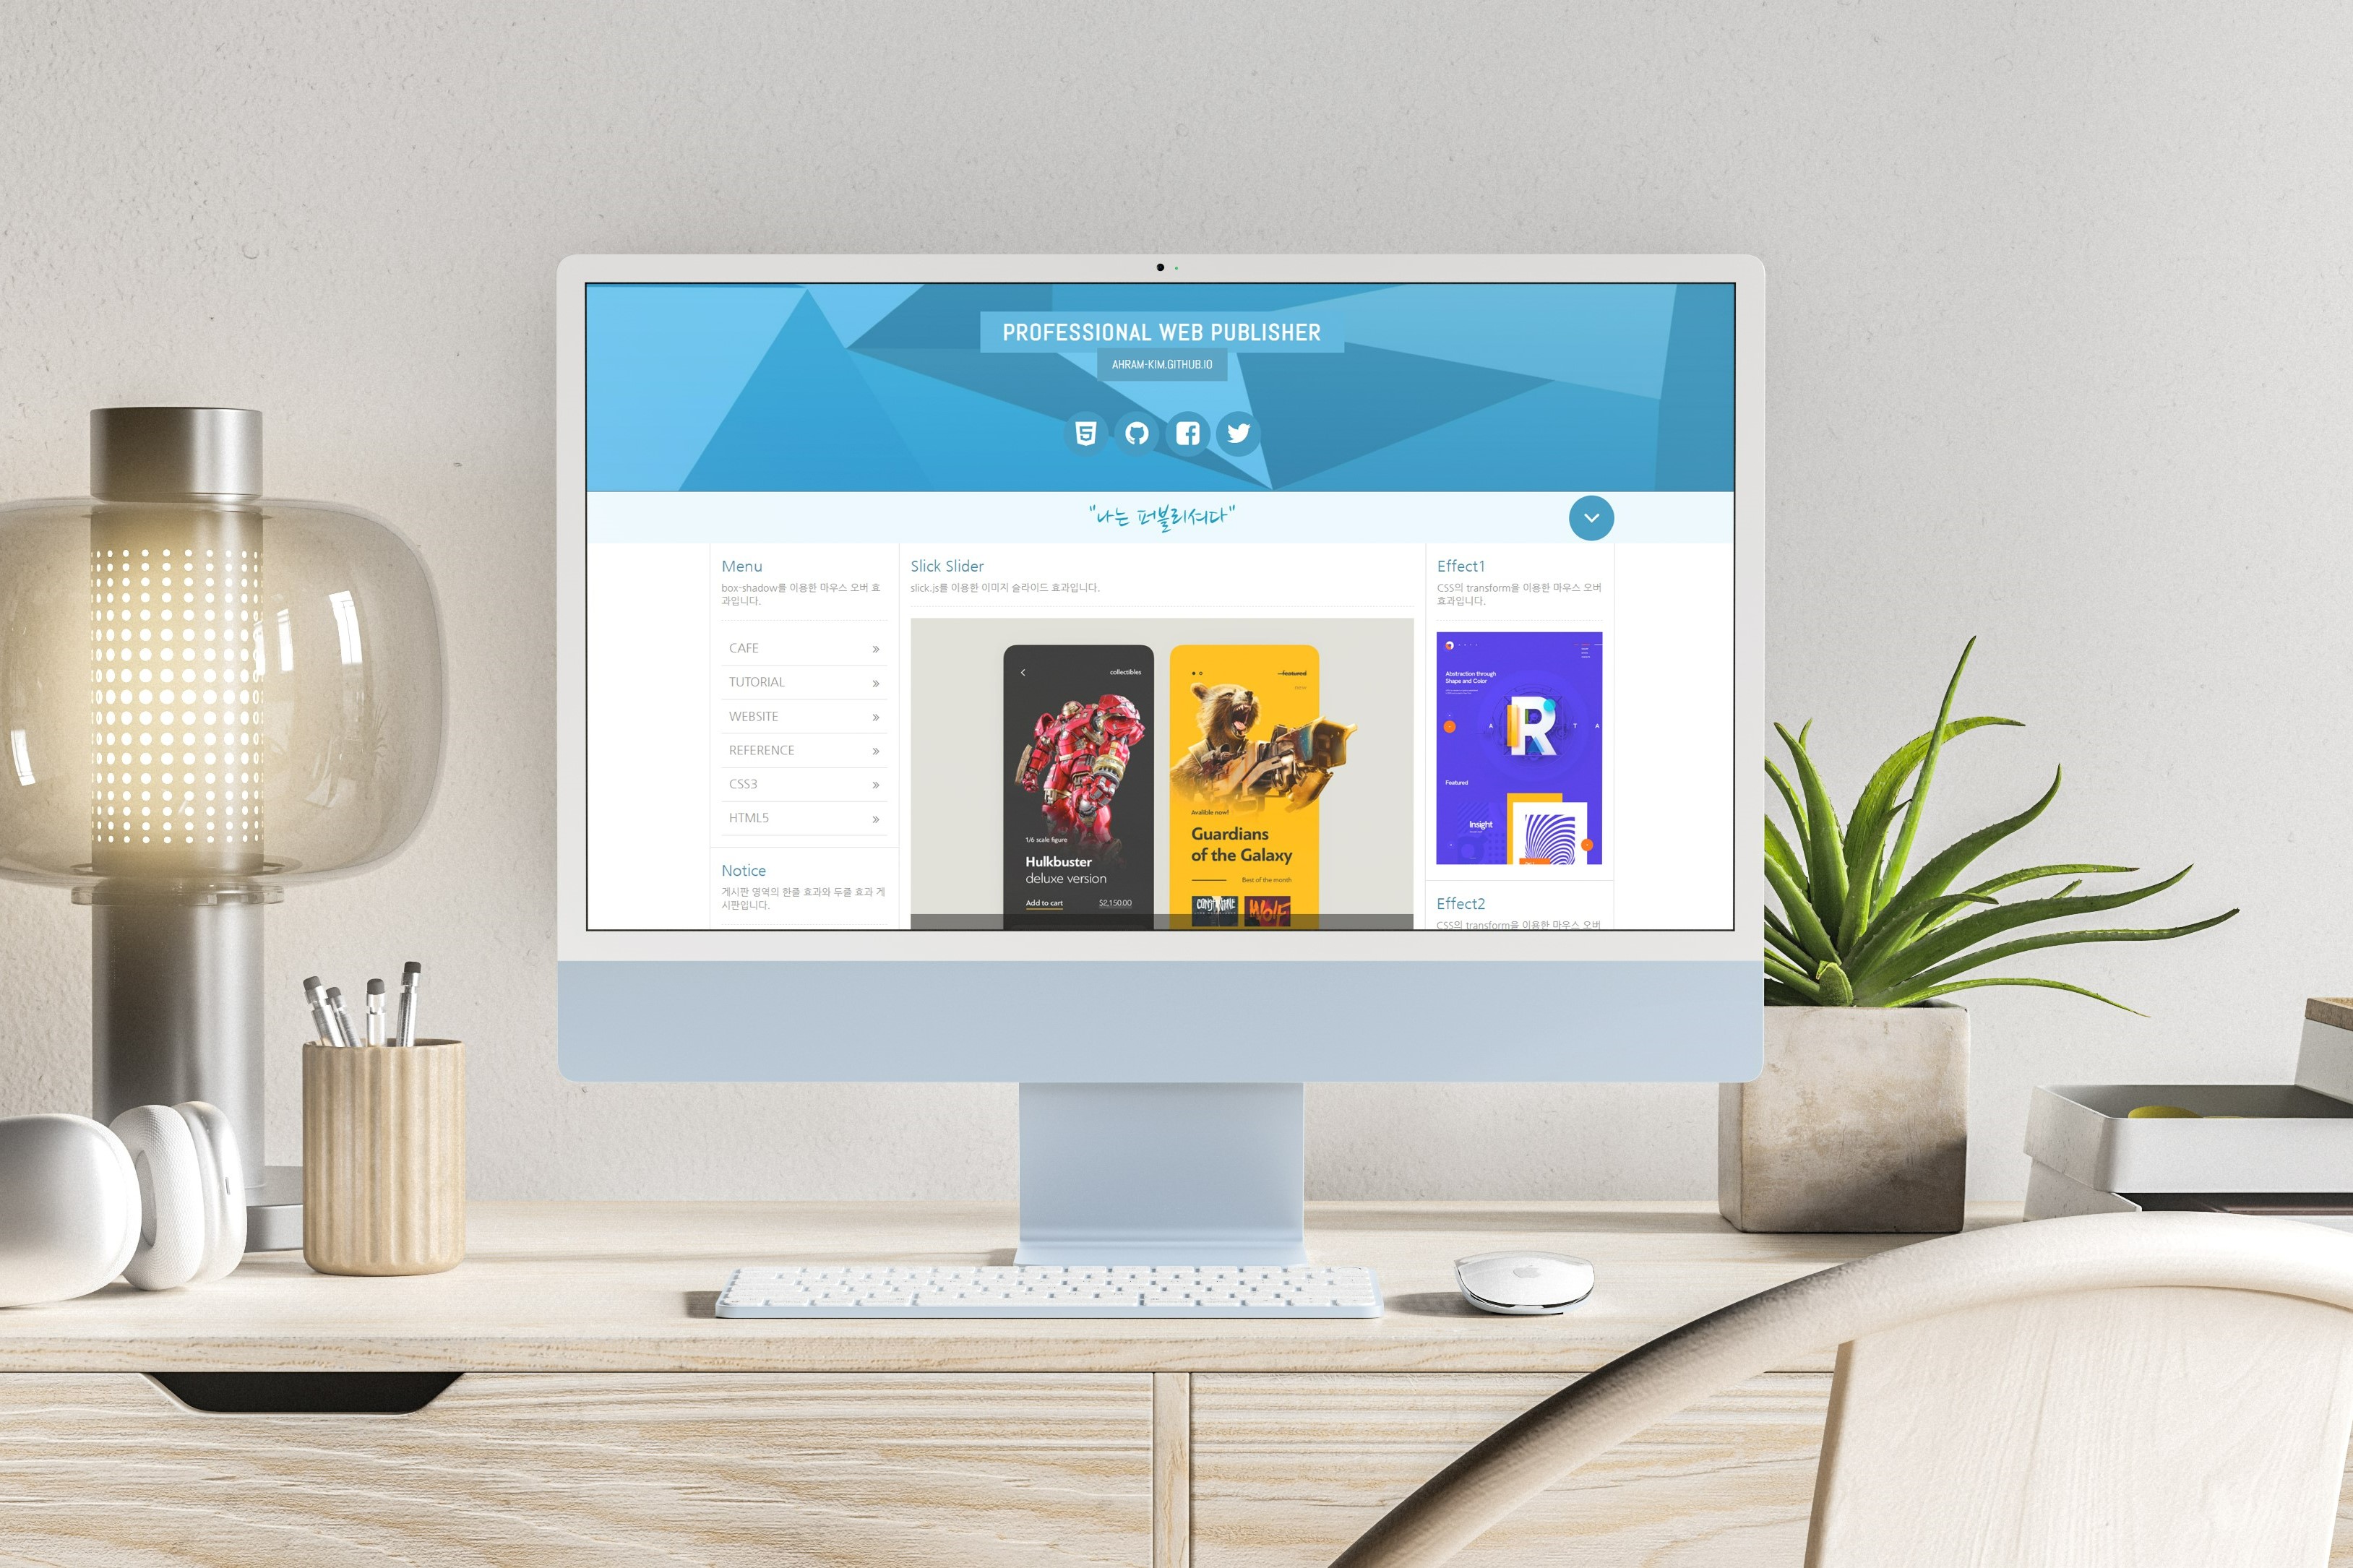 PROFESSIONAL WEB PUBLISHER
AHRAM-KIM.GITHUB.IO
"나는 퍼블리셔다"
Menu
box-shadow를 이용한 마우스 오버 효
과입니다.
CAFE
TUTORIAL
WEBSITE
REFERENCE
CSS3
HTML5
Notice
게시판 영역의 한줄 효과와 두줄 효과 게
시판입니다.
Slick Slider
slick.js를 이용한 이미지 슬라이드 효과입니다.
collectibles
1/6 scale figure
Hulkbuster
deluxe version
Add to cart
$2,150.00
featured
new
Avalible now!
Guardians
of the Galaxy
Best of the month
WOLF
Effect1
CSS의 transform을 이용한 마우스 오버
효과입니다.
Abstraction through
Shape and Color
A
R
T
A
Featured
Insight
Effect2
CSS의 transform을 이용한 마우스 오버